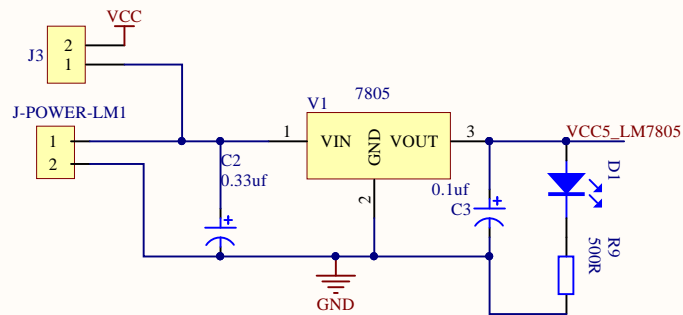 VCC
J3
2
1
J-POWER-LM1
1
2
V1
7805
1
VIN
GND
VOUT
3
2
VCC5_LM7805
C2
0.33uf
0.1uf
C3
D1
R9
500R
GND